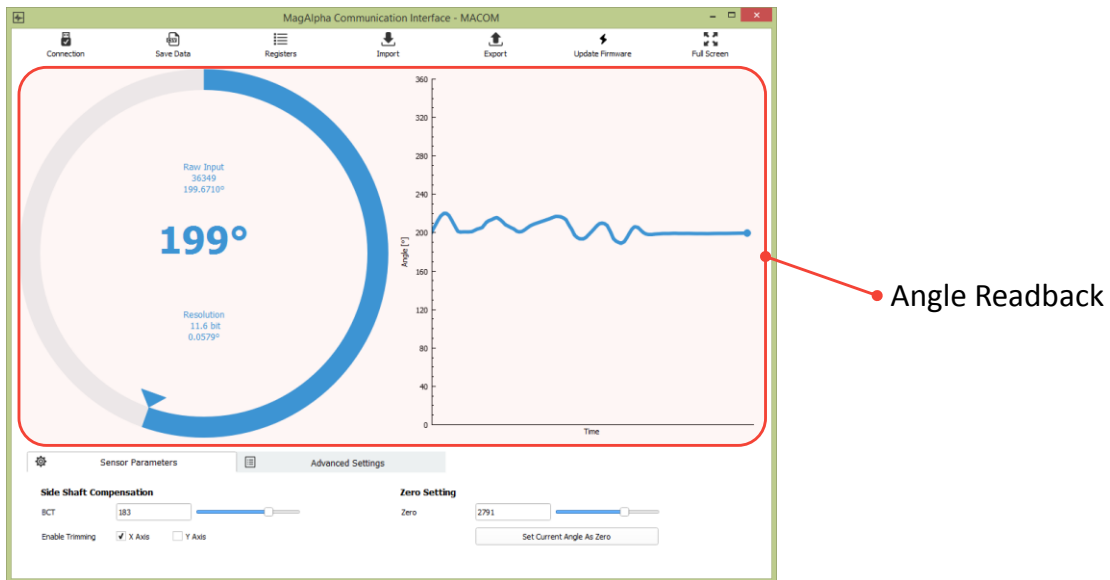 MagAlpha Communication Interface - MACOM
Connection
Save Data
Registers
Import
Export
Update Firmware
Full Screen
Raw Input
36349
199.6710°
199°
Resolution
11.6 bit
0.0579°
360
320
280
240
200
160
120
80
40
0
Angle [°]
Time
Angle Readback
Sensor Parameters
Advanced Settings
Side Shaft Compensation
BCT
183
Enable Trimming
X Axis
Y Axis
Zero Setting
Zero
2791
Set Current Angle As Zero